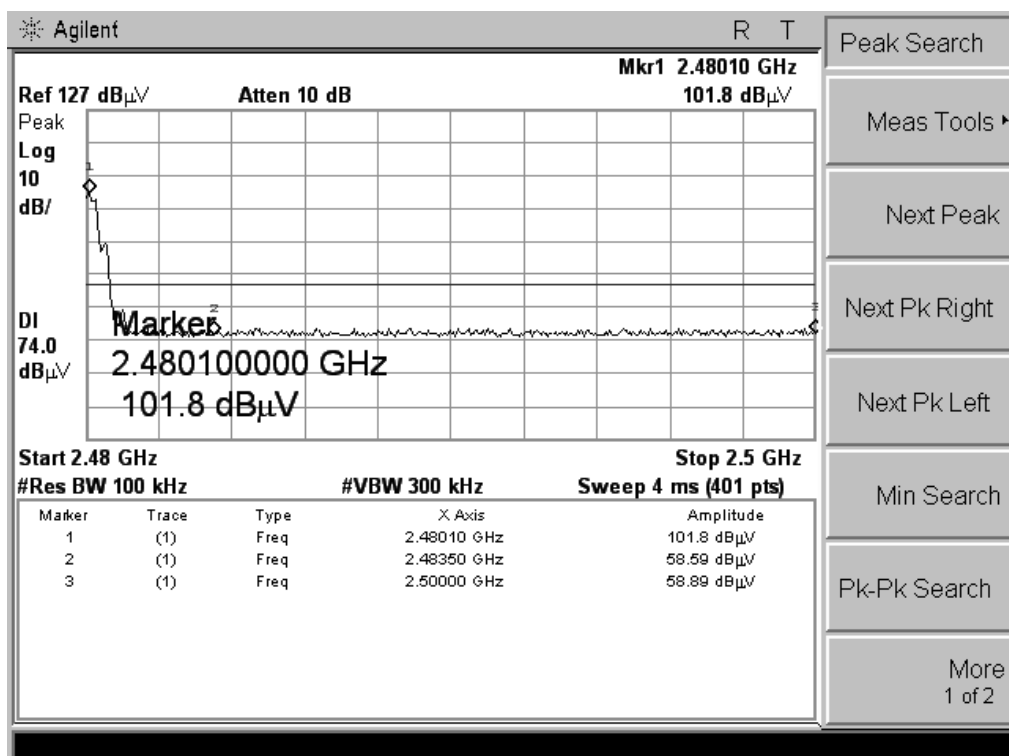 Agilent R T
Peak Search
Mkr1 2.48010 GHz
Ref 127 dBμV Atten 10 dB 101.8 dBμV
Peak
Log
10
dB/
1
2
3
DI
74.0
dBμV
Marker
2.480100000 GHz
101.8 dBμV
Start 2.48 GHz Stop 2.5 GHz
#Res BW 100 kHz #VBW 300 kHz Sweep 4 ms (401 pts)
Marker Trace Type X Axis Amplitude
1 (1) Freq 2.48010 GHz 101.8 dBμV
2 (1) Freq 2.48350 GHz 58.59 dBμV
3 (1) Freq 2.50000 GHz 58.89 dBμV
Meas Tools
Next Peak
Next Pk Right
Next Pk Left
Min Search
Pk-Pk Search
More
1 of 2